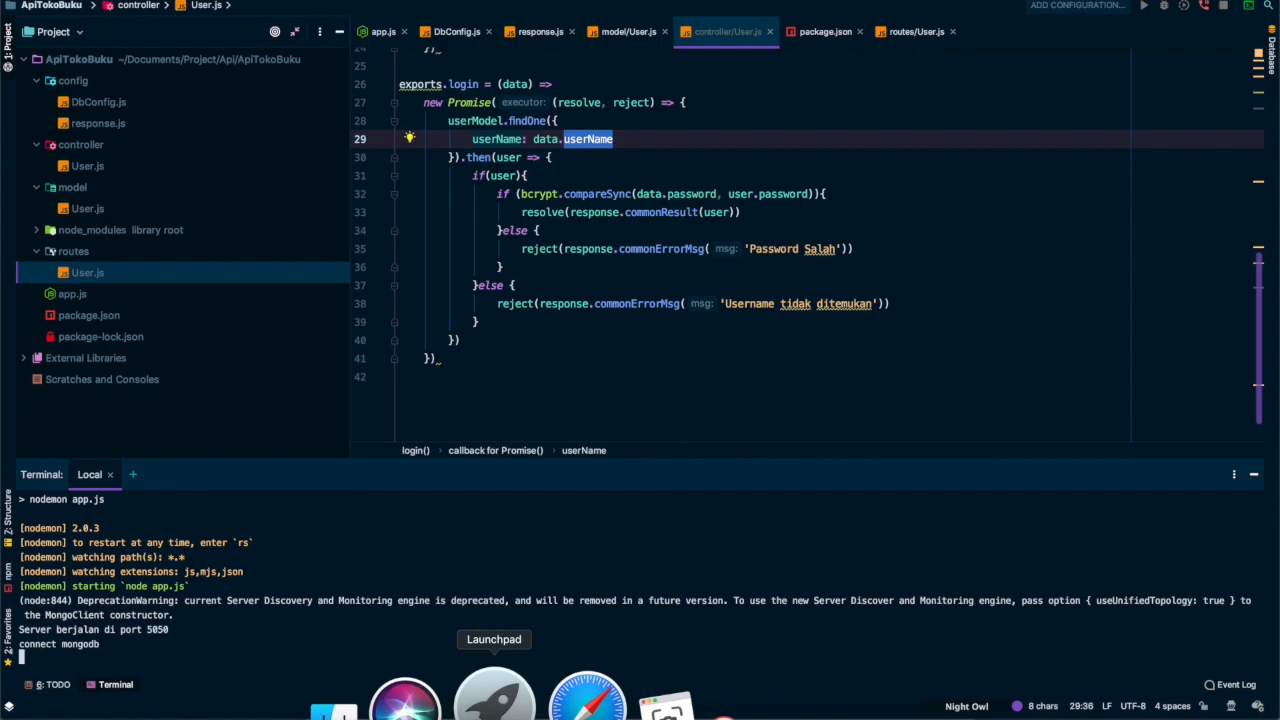 ApiTokoBuku > controller > User.js >
ADD CONFIGURATION...
Project
app.js ×
DbConfig.js ×
response.js ×
model/User.js ×
controller/User.js ×
package.json ×
routes/User.js ×
1: Project
Database
ApiTokoBuku ~/Documents/Project/Api/ApiTokoBuku
config
DbConfig.js
response.js
controller
User.js
model
User.js
node_modules library root
routes
User.js
app.js
package.json
package-lock.json
External Libraries
Scratches and Consoles
24 })
25
26 exports.login = (data) =>
27 new Promise( executor: (resolve, reject) => {
28 userModel.findOne({
29 userName: data.userName
30 }).then(user => {
31 if(user){
32 if (bcrypt.compareSync(data.password, user.password)){
33 resolve(response.commonResult(user))
34 }else {
35 reject(response.commonErrorMsg( msg: 'Password Salah'))
36 }
37 }else {
38 reject(response.commonErrorMsg( msg: 'Username tidak ditemukan'))
39 }
40 })
41 })
42
login() > callback for Promise() > userName
Terminal: Local × +
> nodemon app.js
[nodemon] 2.0.3
[nodemon] to restart at any time, enter `rs`
[nodemon] watching path(s): *.*
[nodemon] watching extensions: js,mjs,json
[nodemon] starting `node app.js`
(node:844) DeprecationWarning: current Server Discovery and Monitoring engine is deprecated, and will be removed in a future version. To use the new Server Discover and Monitoring engine, pass option { useUnifiedTopology: true } to
the MongoClient constructor.
Server berjalan di port 5050
connect mongodb
Z: Structure
npm
2: Favorites
Launchpad
6: TODO
Terminal
Event Log
Night Owl
8 chars
29:36
LF
UTF-8
4 spaces